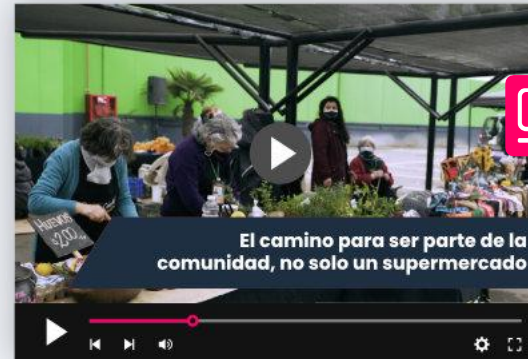 HUEVOS
$200
El camino para ser parte de la
comunidad, no solo un supermercado